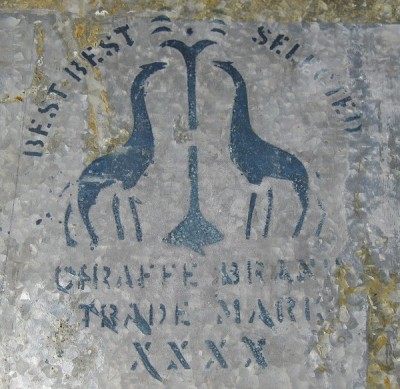 BEST BEST SELECTED
GIRAFFE BRAND
TRADE MARK
XXXX